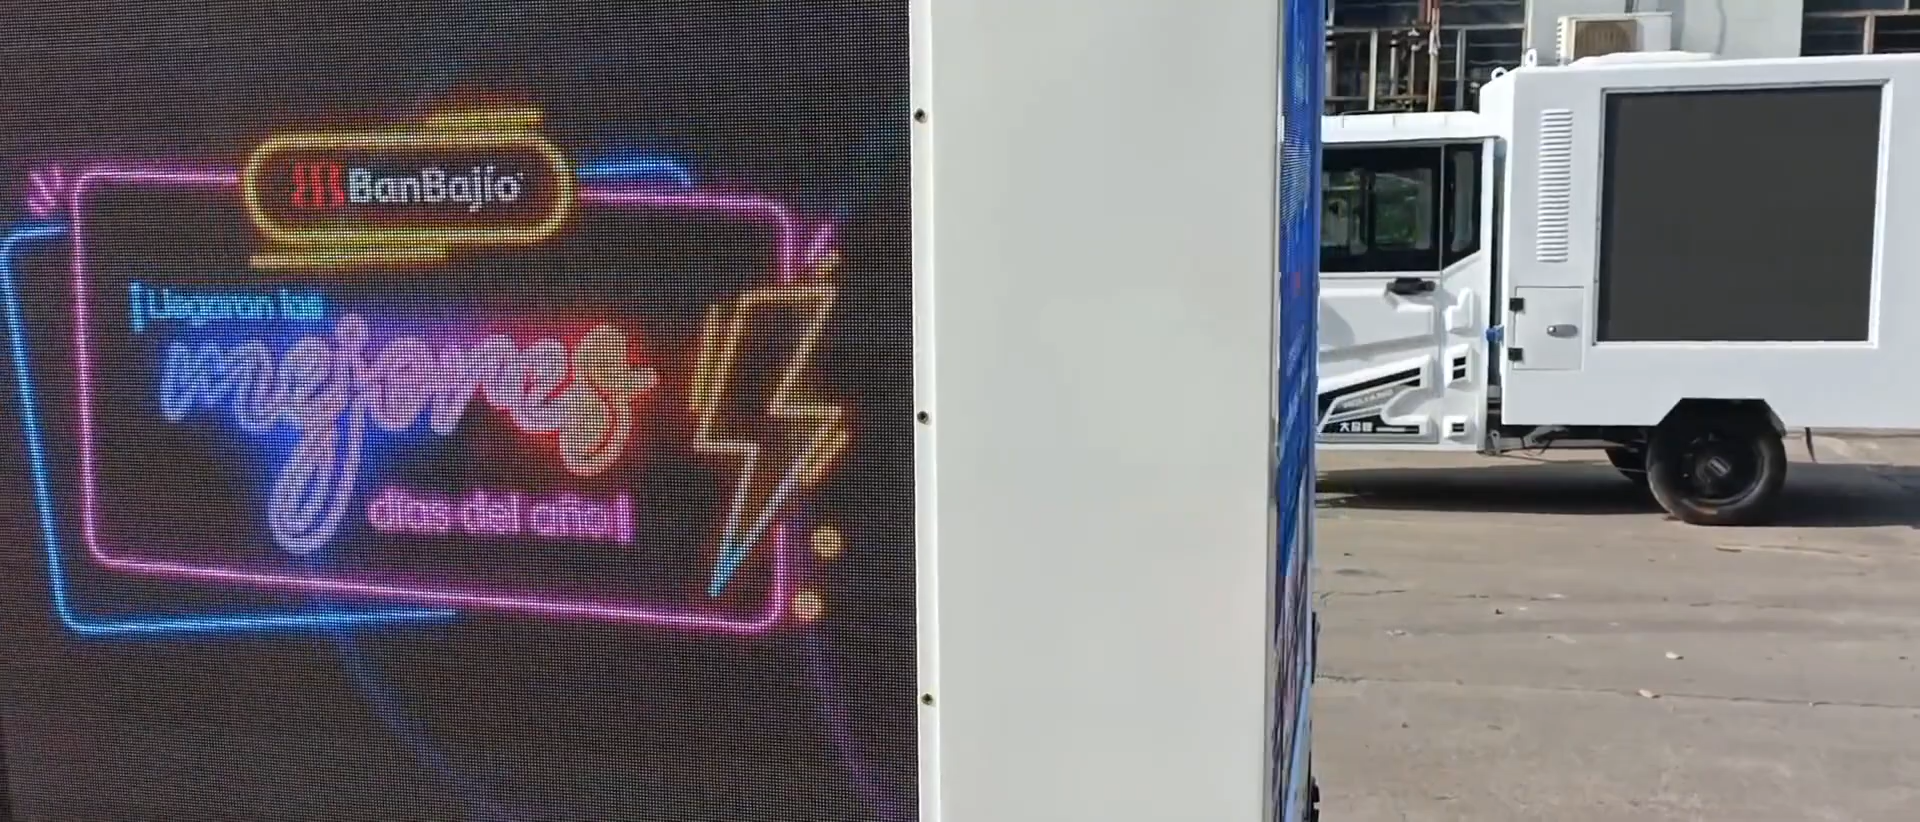 BanBajío
Llegaron los
mejores
días del año